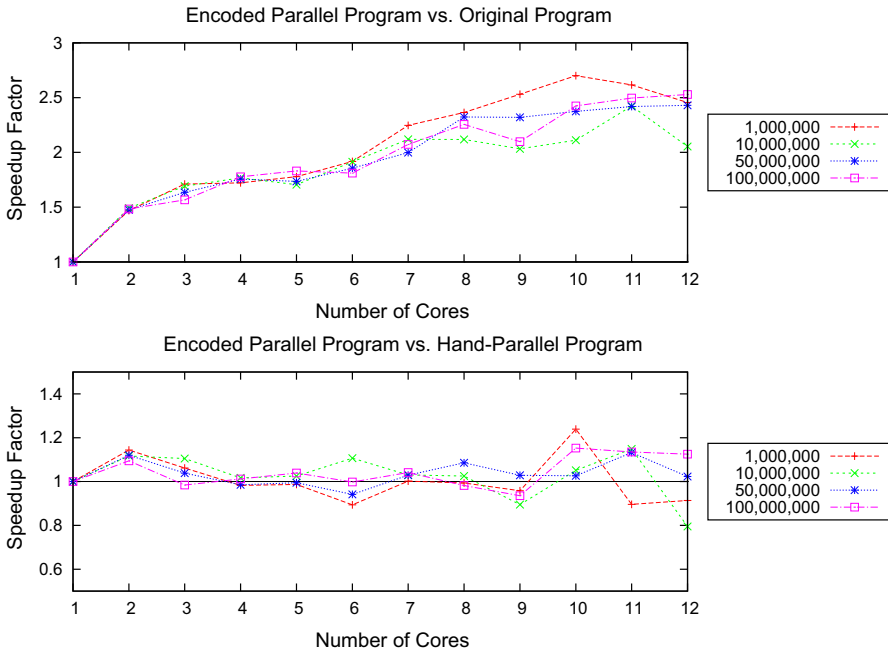 Encoded Parallel Program vs. Original Program
3
2.5
2
1.5
1
Speedup Factor
1 2 3 4 5 6 7 8 9 10 11 12
Number of Cores
1,000,000
10,000,000
50,000,000
100,000,000
Encoded Parallel Program vs. Hand-Parallel Program
1.4
1.2
1
0.8
0.6
Speedup Factor
1 2 3 4 5 6 7 8 9 10 11 12
Number of Cores
1,000,000
10,000,000
50,000,000
100,000,000